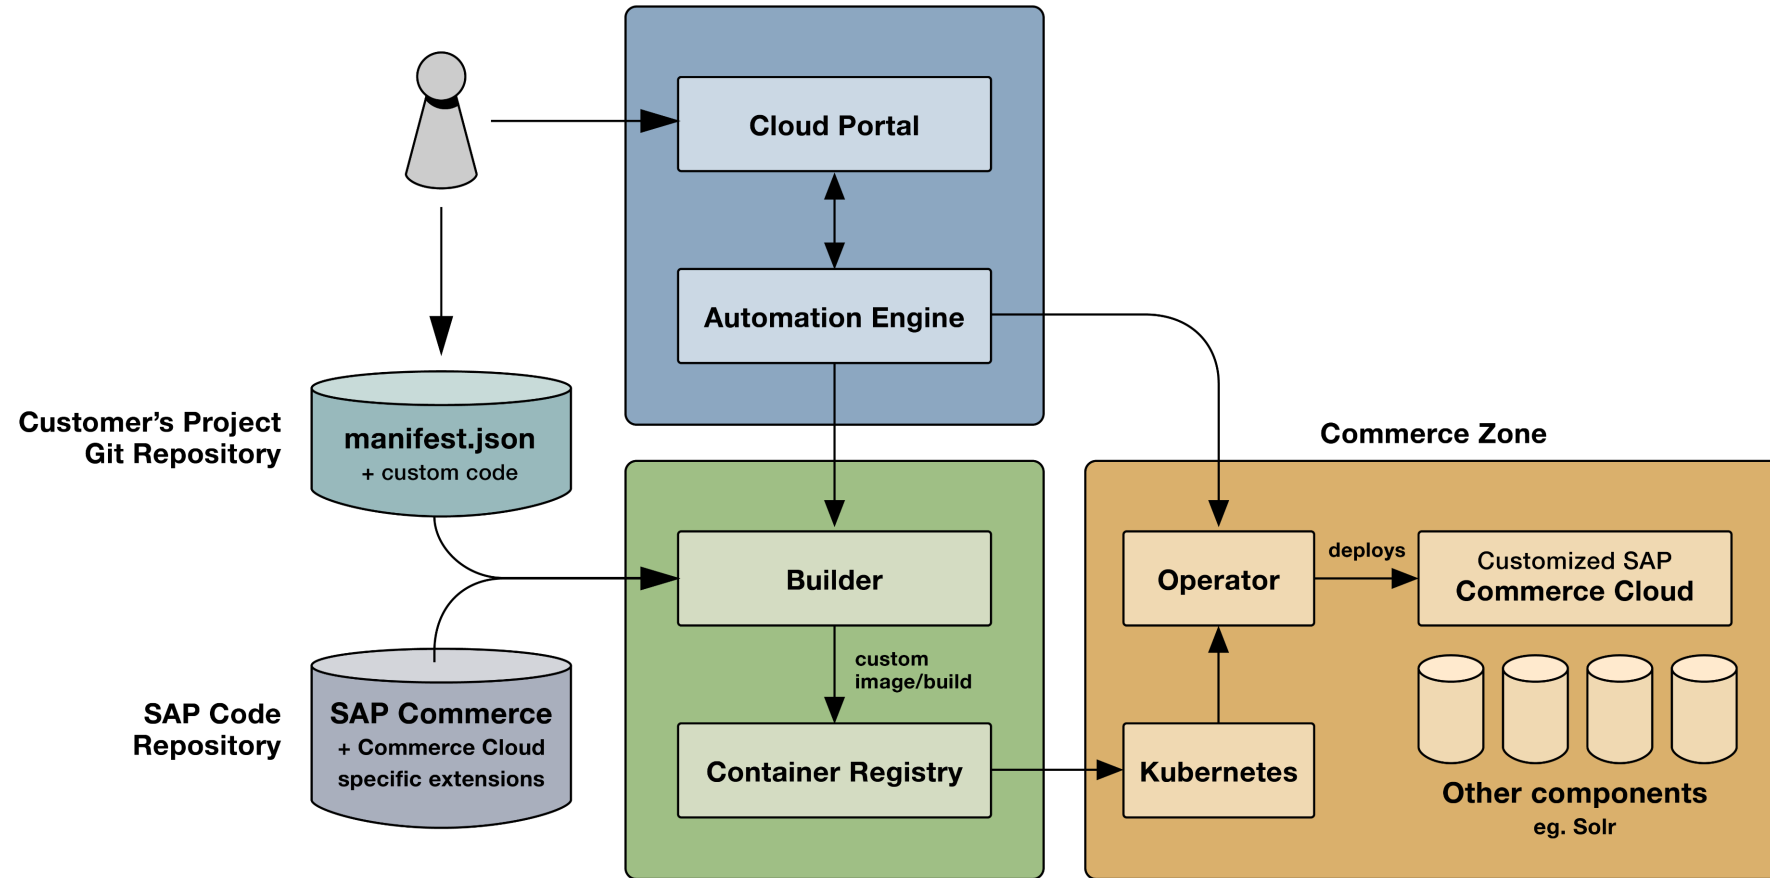 Cloud Portal
Automation Engine
Customer’s Project
Git Repository
manifest.json
+ custom code
Commerce Zone
Builder
Operator
deploys
Customized SAP
Commerce Cloud
custom
image/build
SAP Code
Repository
SAP Commerce
+ Commerce Cloud
specific extensions
Container Registry
Kubernetes
Other components
eg. Solr